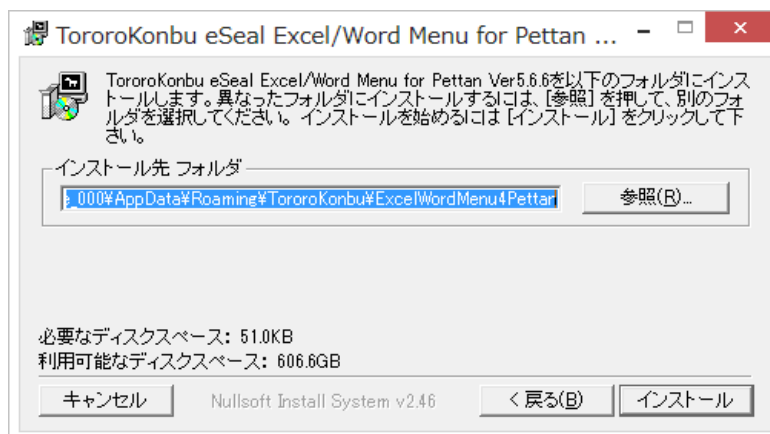 TororoKonbu eSeal Excel/Word Menu for Pettan ...
TororoKonbu eSeal Excel/Word Menu for Pettan Ver5.6.6を以下のフォルダにインス
トールします。異なったフォルダにインストールするには、[参照] を押して、別のフォ
ルダを選択してください。インストールを始めるには [インストール] をクリックして下
さい。
インストール先 フォルダ
e_000¥AppData¥Roaming¥TororoKonbu¥ExcelWordMenu4Pettan
参照(R)...
必要なディスクスペース: 51.0KB
利用可能なディスクスペース: 606.6GB
キャンセル
Nullsoft Install System v2.46
< 戻る(B)
インストール